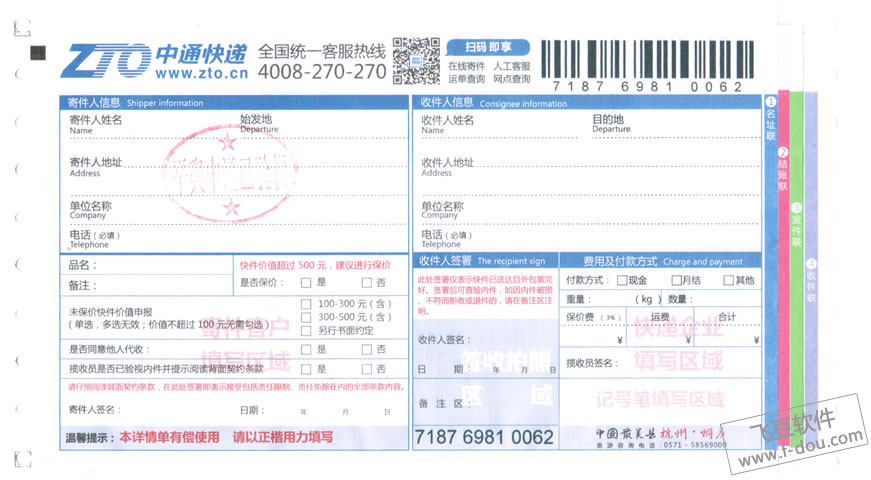 ZTO 中通快递
www.zto.cn
全国统一客服热线
4008-270-270
扫码 即享
在线寄件 人工客服
运单查询 网点查询
7187 6981 0062
寄件人信息 Shipper information
寄件人姓名 始发地
Name Departure
寄件人地址
Address
单位名称
Company
电话（必填）
Telephone
收件人信息 Consignee information
收件人姓名 目的地
Name Departure
收件人地址
Address
单位名称
Company
电话（必填）
Telephone
品名：
备注：
快件价值超过 500 元，建议进行保价
是否保价： 是 否
未保价快件价值申报
(单选，多选无效；价值不超过 100 元无需勾选)
100-300 元（含）
300-500 元（含）
另行书面约定
寄件客户
填写区域
是否同意他人代收： 是 否
揽收员是否已验视内件并提示阅读背面契约条款 是 否
请仔细阅读背面契约条款，在此处签署即表示接受包括责任限制、责任免除在内的全部条款内容。
寄件人签名： 日期： 年 月 日
温馨提示：本详情单有偿使用 请以正楷用力填写
收件人签署 The recipient sign
此处签署仅表示快件已送达目外包装完
好。签署后可查验内件，如因内件破损
、不符而拒收或退件的，请在备注区注
明。
收件人签名：
日 期： 年 月 日
签收拍照
区 域
备 注 区：
7187 6981 0062
费用及付款方式 Charge and payment
付款方式： 现金 月结 其他
重量： （kg） 数量：
保价费（3%） 运费 合计
¥ ¥ ¥
快递企业
填写区域
揽收员签名：
记号笔填写区域
中国最美县 杭州·桐庐
旅游咨询电话:0571-58569000
① 名址联
② 结账联
③ 发件联
④ 收件联
飞豆软件
www.f-dou.com